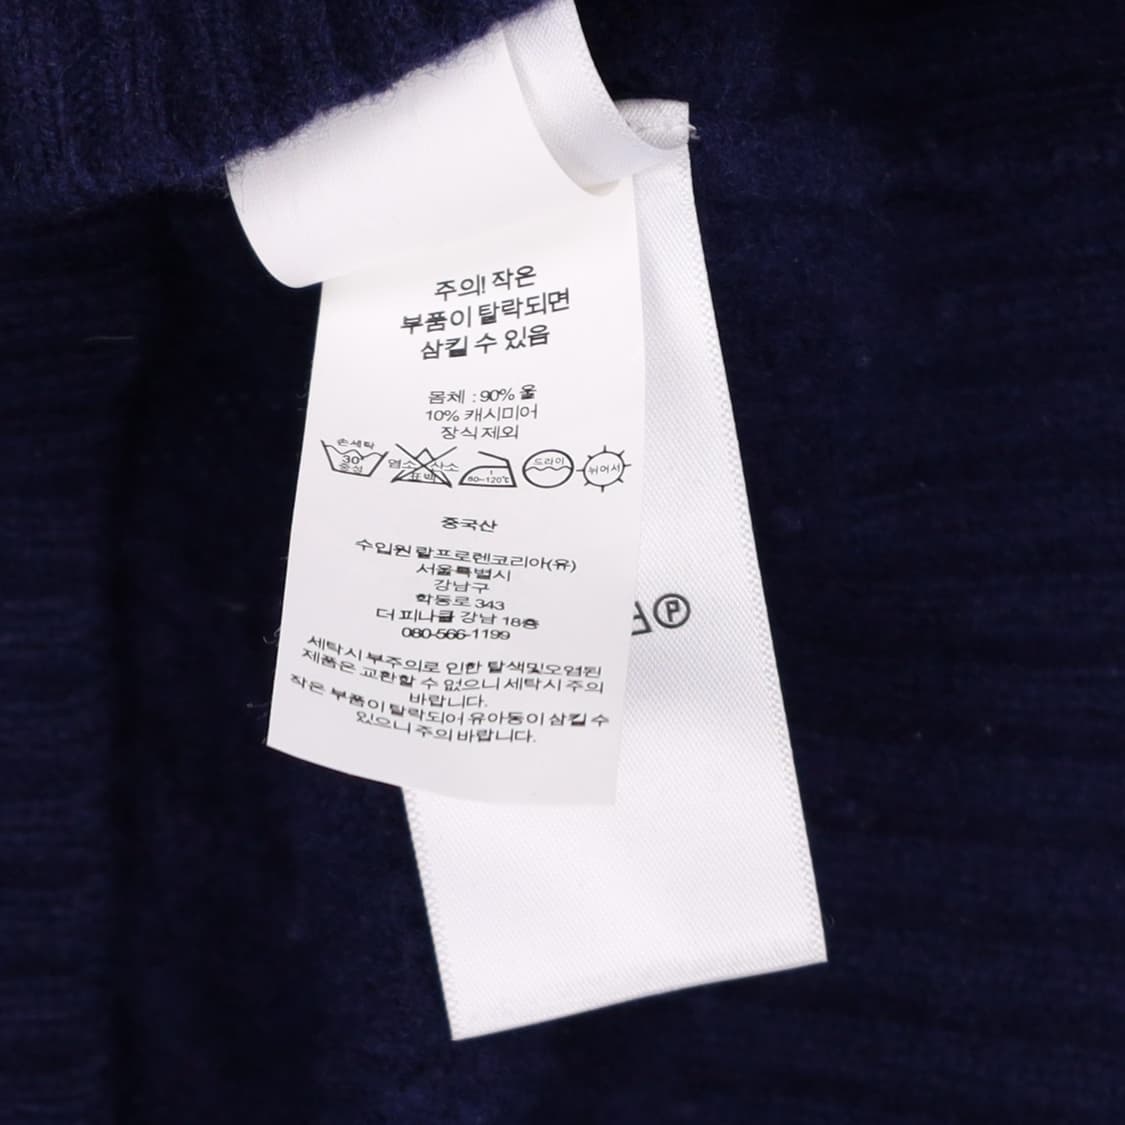 주의! 작은
부품이 탈락되면
삼킬 수 있음
몸체 : 90% 울
10% 캐시미어
장식 제외
손세탁
30°
중성
염소 산소
표백
80~120℃
드라이
뉘어서
중국산
수입원 랄프로렌코리아(유)
서울특별시
강남구
학동로 343
더 피나클 강남 18층
080-566-1199
세탁시 부주의로 인한 탈색및오염된
제품은 교환할 수 없으니 세탁시 주의
바랍니다.
작은 부품이 탈락되어 유아동이 삼킬 수
있으니 주의 바랍니다.